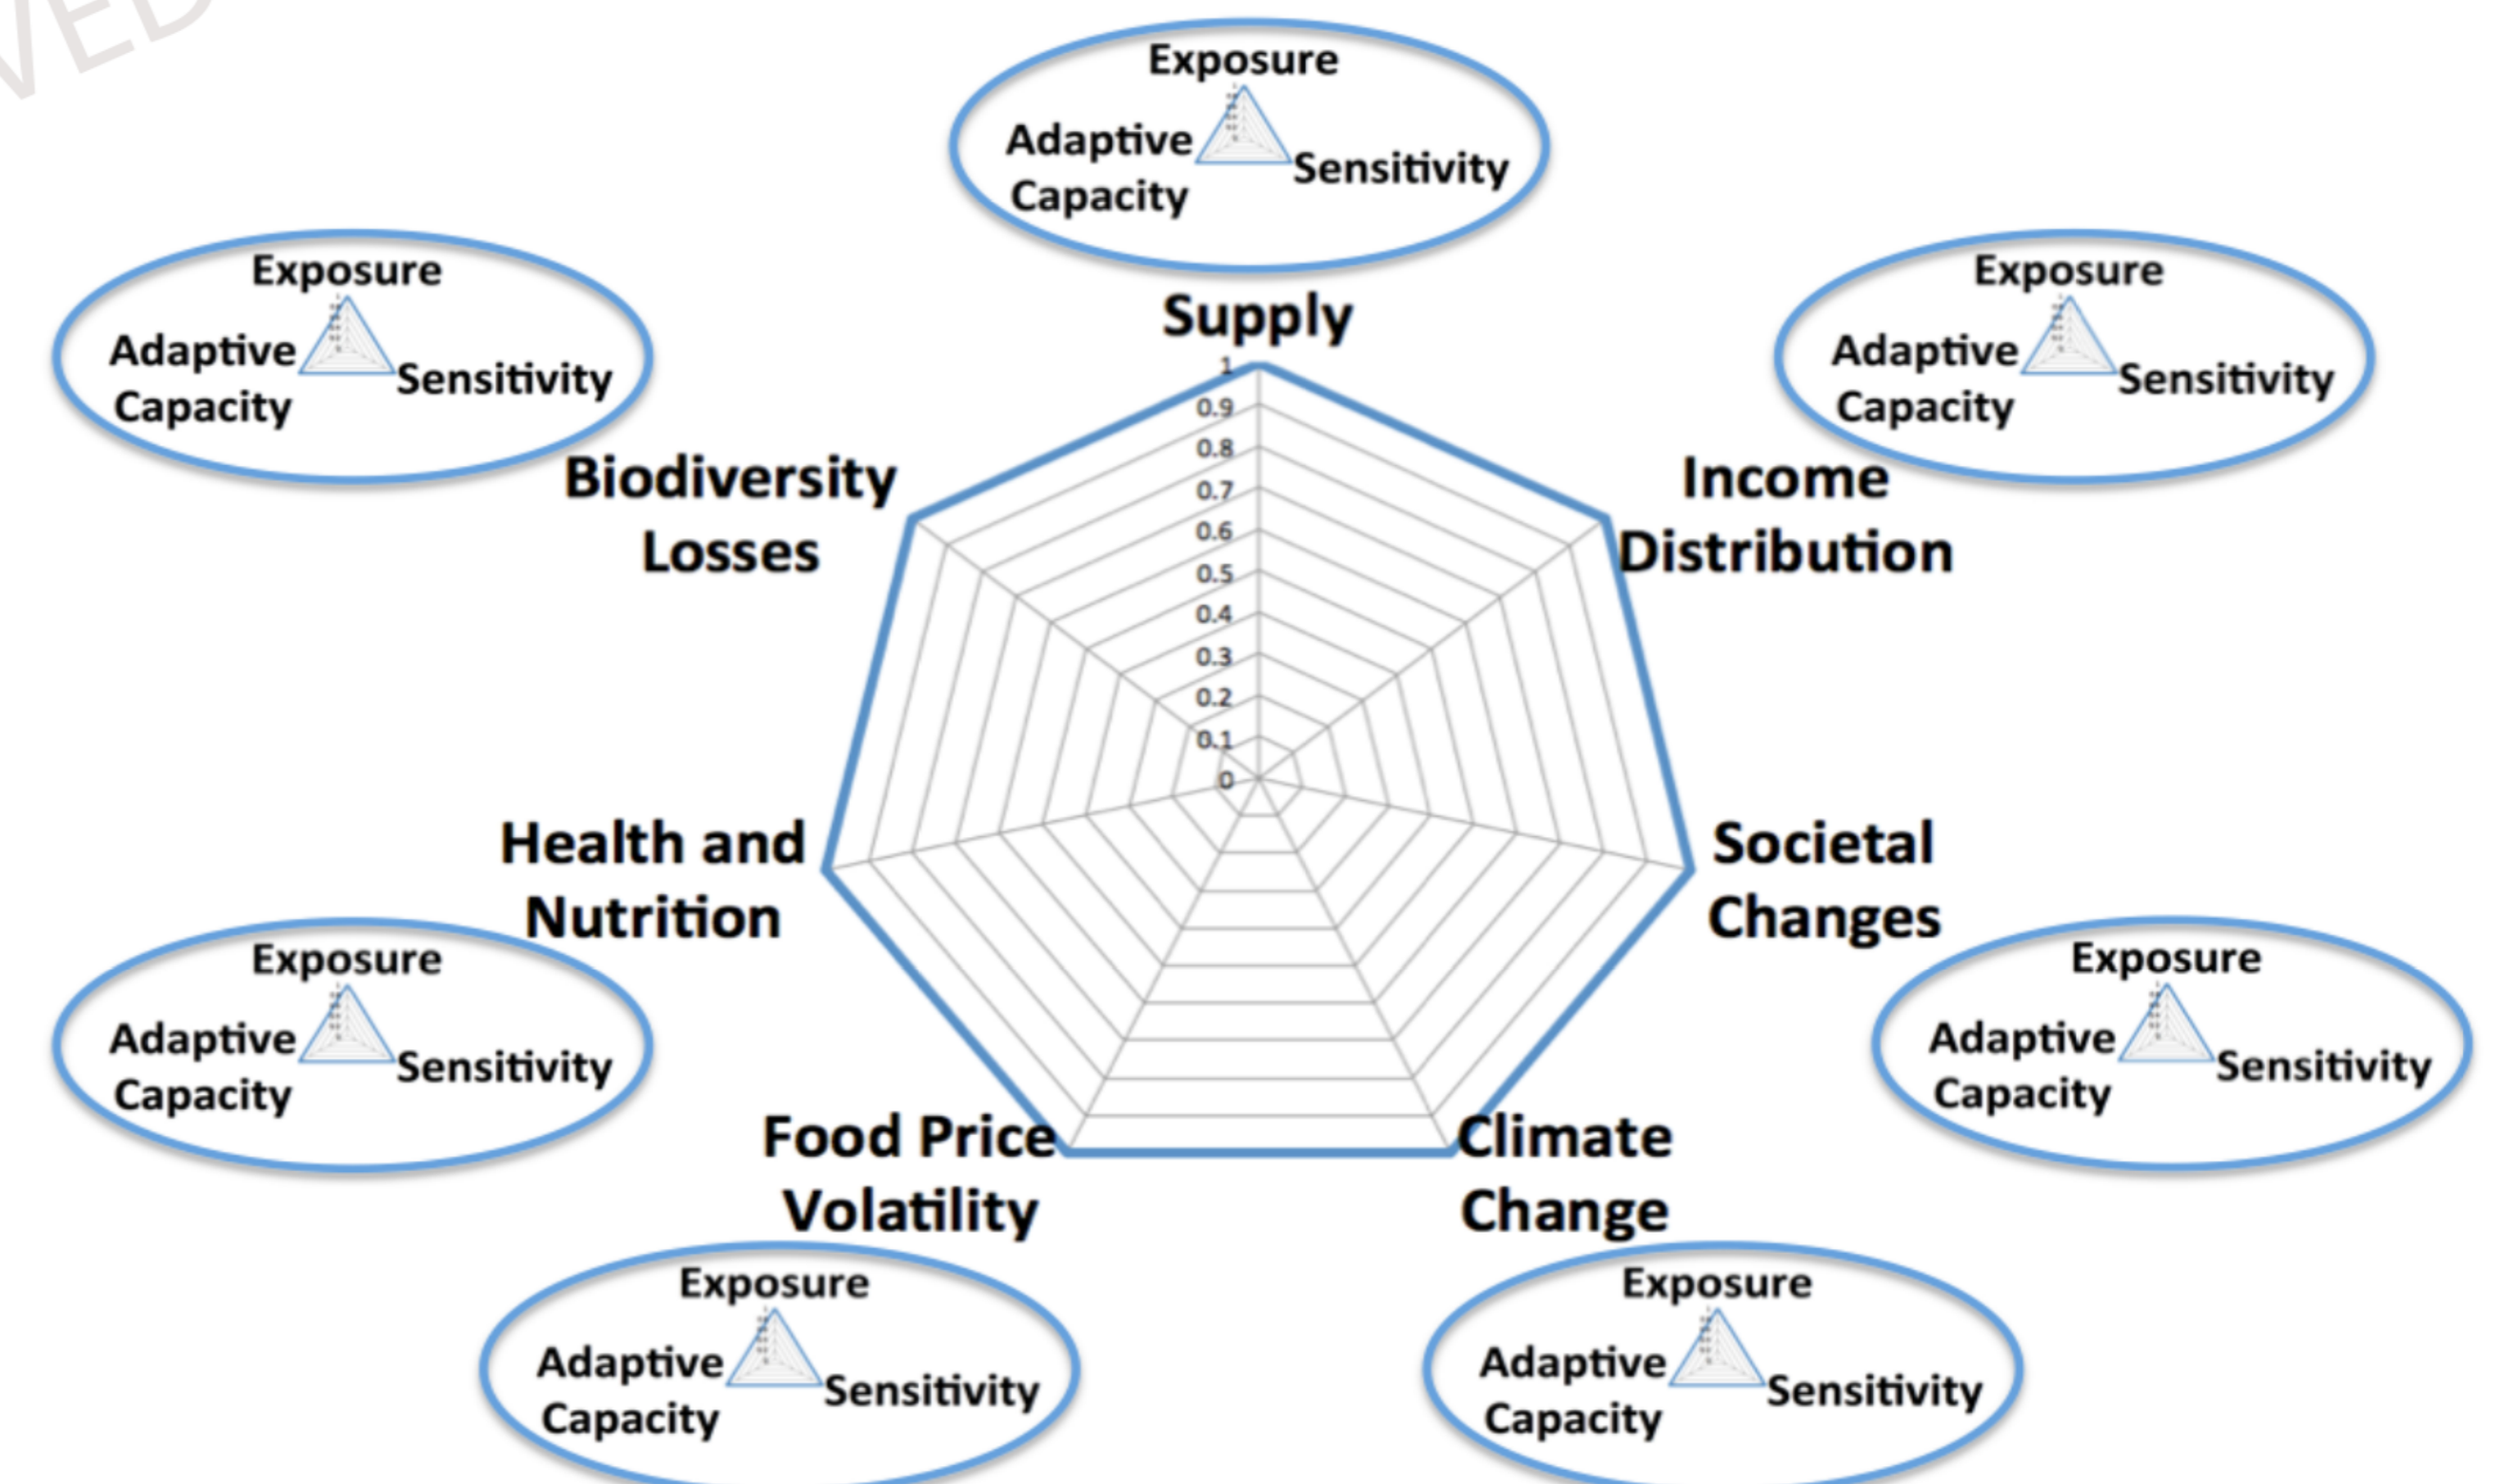 VED
Exposure
Adaptive
Capacity
Sensitivity
Exposure
Adaptive
Capacity
Sensitivity
Exposure
Adaptive
Capacity
Sensitivity
Supply
Biodiversity
Losses
Income
Distribution
1
0.9
0.8
0.7
0.6
0.5
0.4
0.3
0.2
0.1
0
Health and
Nutrition
Societal
Changes
Exposure
Adaptive
Capacity
Sensitivity
Exposure
Adaptive
Capacity
Sensitivity
Food Price
Volatility
Climate
Change
Exposure
Adaptive
Capacity
Sensitivity
Exposure
Adaptive
Capacity
Sensitivity